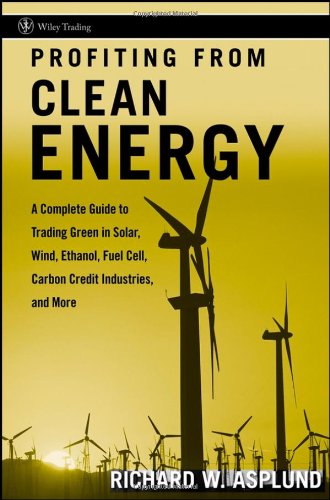 Wiley Trading
PROFITING FROM
CLEAN
ENERGY
A Complete Guide to
Trading Green in Solar,
Wind, Ethanol, Fuel Cell,
Carbon Credit Industries,
and More
RICHARD W. ASPLUND